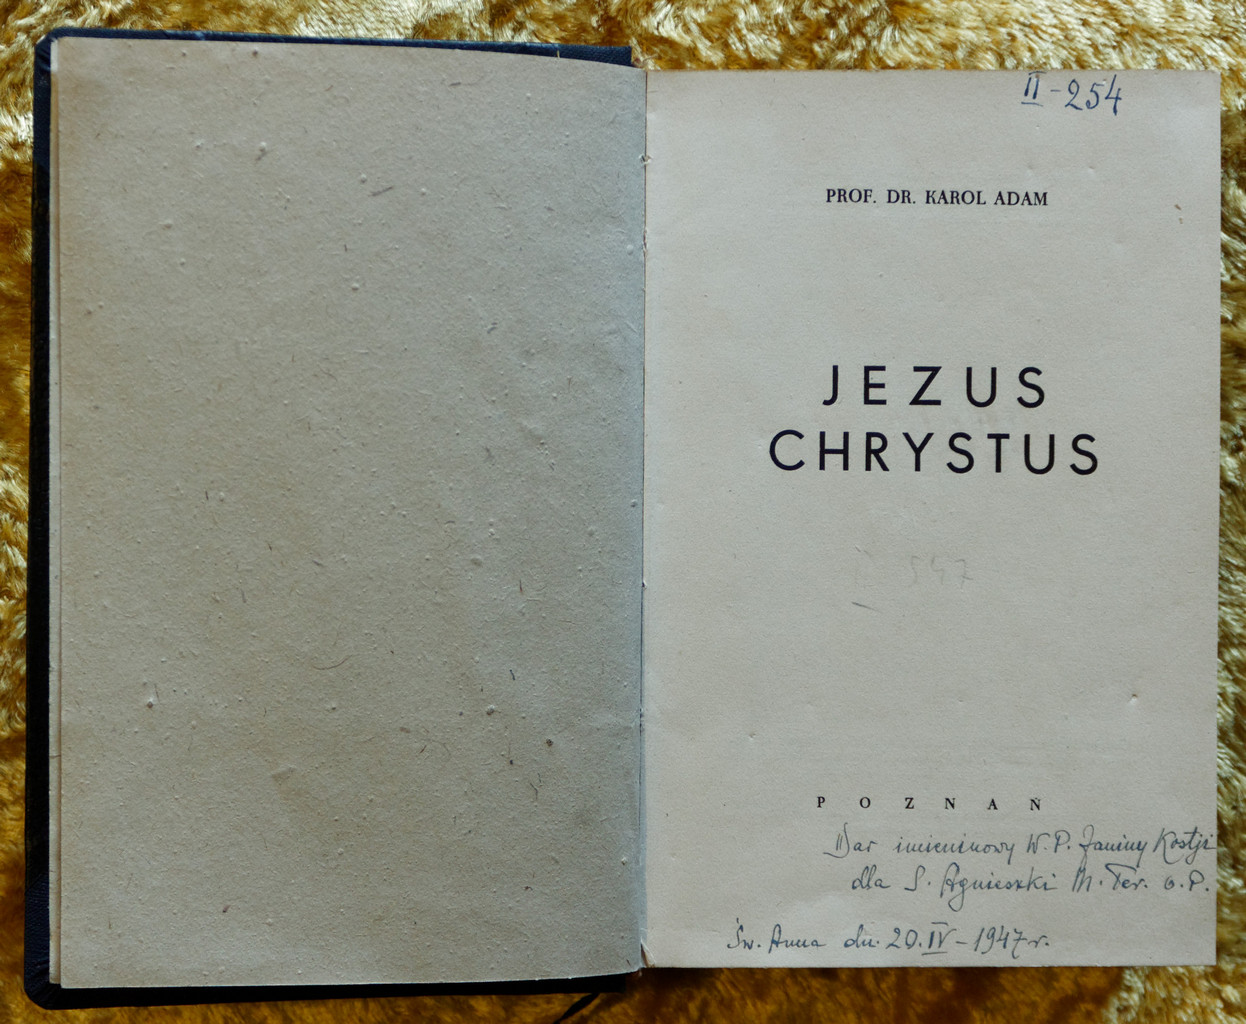 II - 254
PROF. DR. KAROL ADAM
JEZUS
CHRYSTUS
547
POZNAŃ
Dar imieninowy W. P. Janiny
dla S. Agnieszki M. Ter. O.P.
Św. Anna dn. 20.IV - 1947 r.